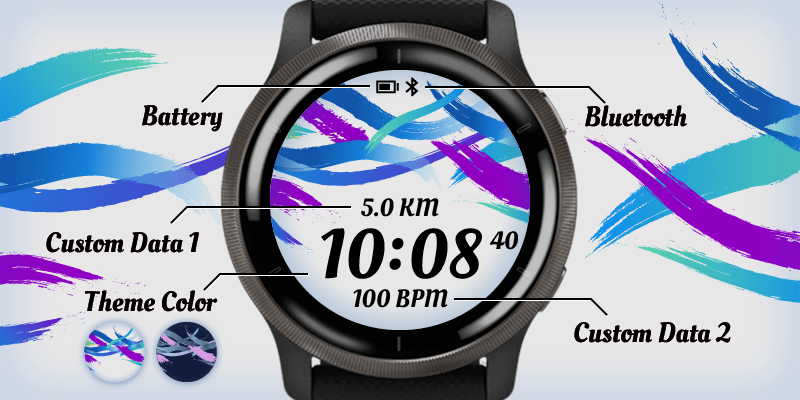 Battery
Bluetooth
5.0 KM
Custom Data 1
10:08 40
Theme Color
100 BPM
Custom Data 2